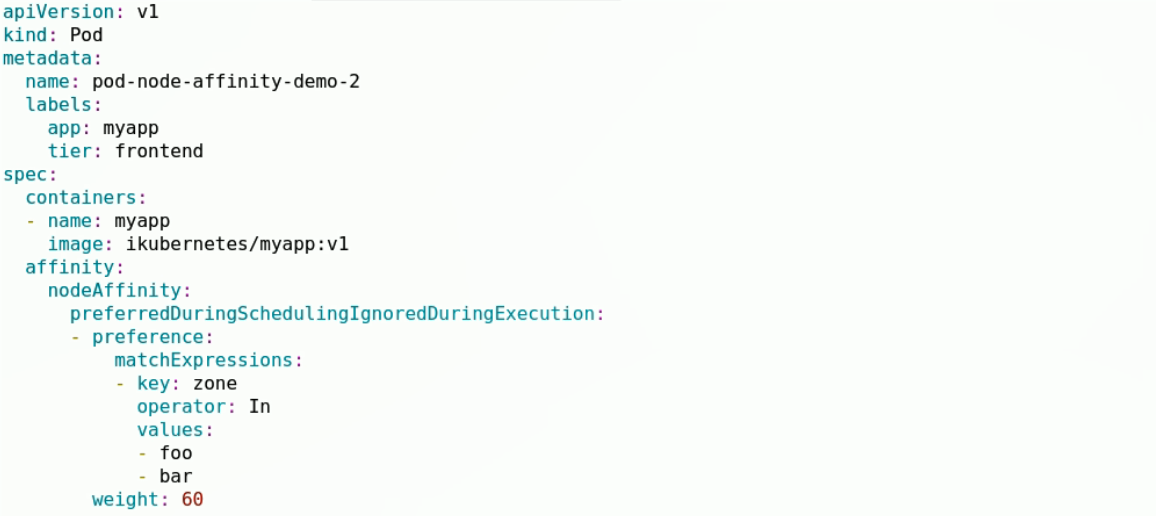 apiVersion: v1
kind: Pod
metadata:
  name: pod-node-affinity-demo-2
  labels:
    app: myapp
    tier: frontend
spec:
  containers:
  - name: myapp
    image: ikubernetes/myapp:v1
  affinity:
    nodeAffinity:
      preferredDuringSchedulingIgnoredDuringExecution:
      - preference:
          matchExpressions:
          - key: zone
            operator: In
            values:
            - foo
            - bar
        weight: 60